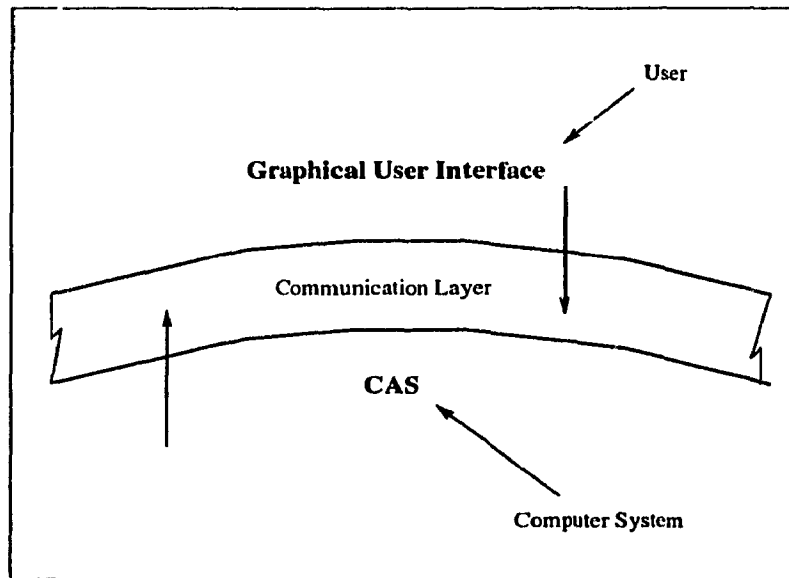 User
Graphical User Interface
Communication Layer
CAS
Computer System